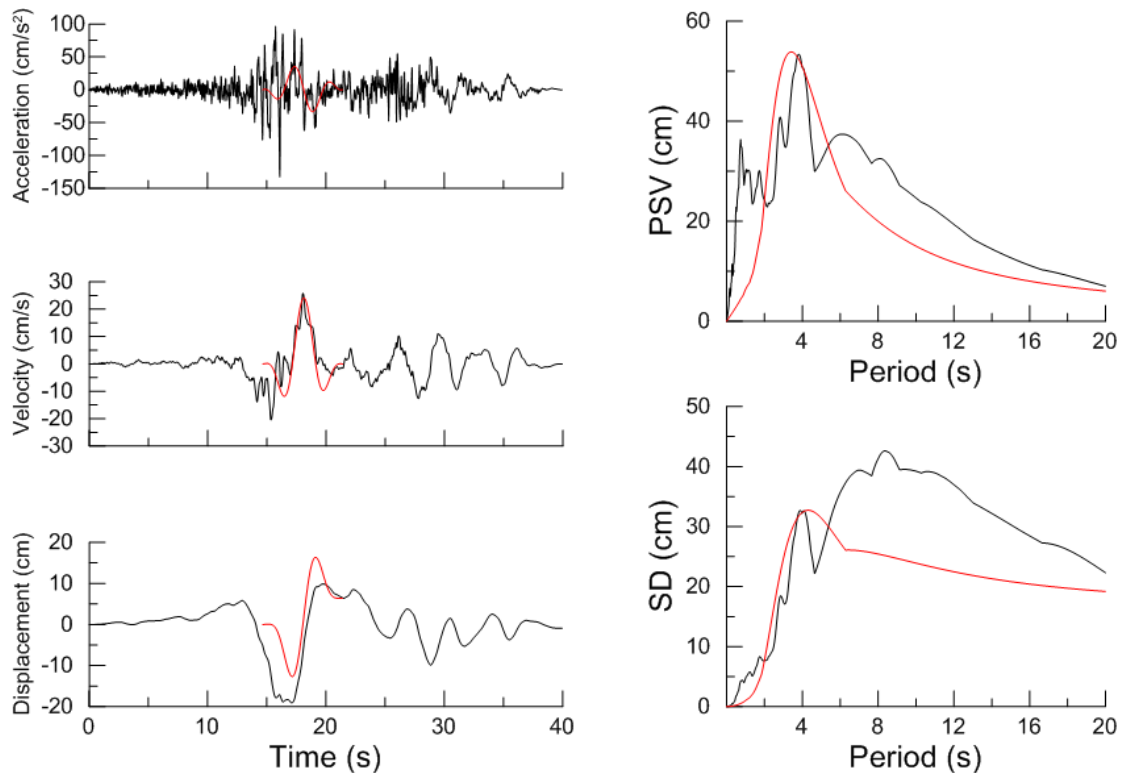 Acceleration (cm/s²)
100
50
0
-50
-100
-150
Velocity (cm/s)
30
20
10
0
-10
-20
-30
Displacement (cm)
20
10
0
-10
-20
0 10 20 30 40
Time (s)
PSV (cm)
60
40
20
0
0 4 8 12 16 20
Period (s)
SD (cm)
50
40
30
20
10
0
0 4 8 12 16 20
Period (s)